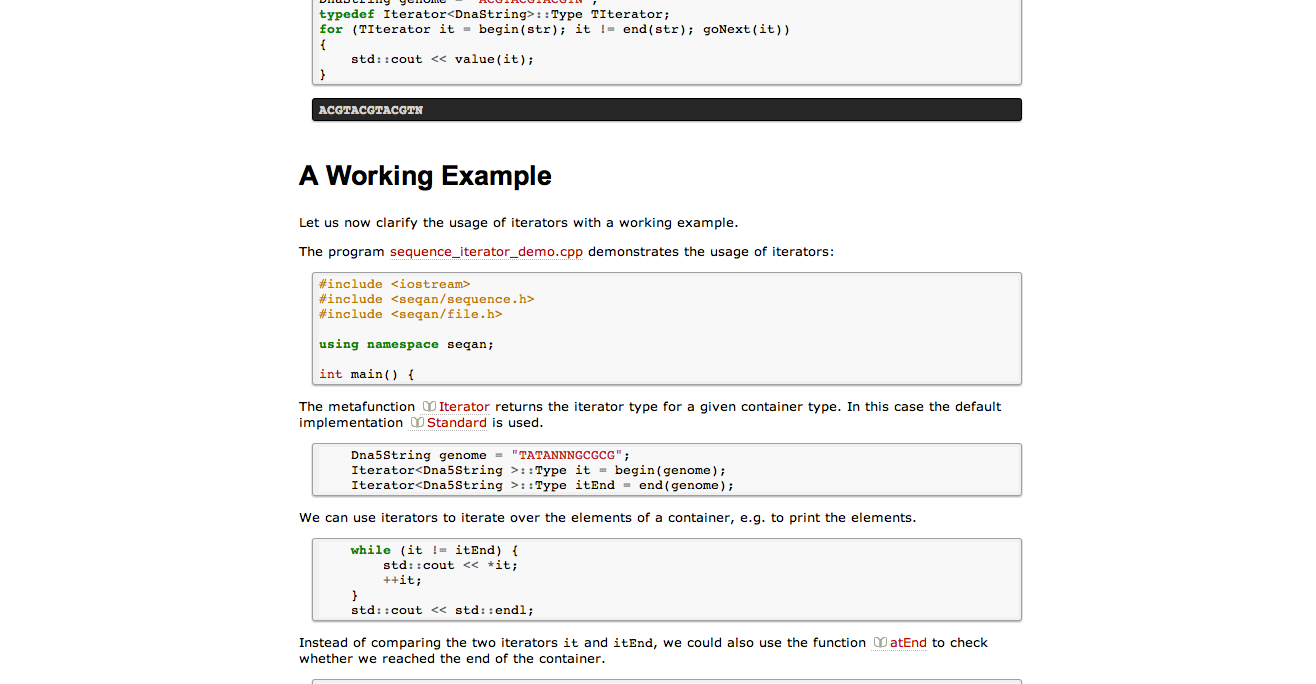 DnaString genome = "ACGTACGTACGTN";
typedef Iterator<DnaString>::Type TIterator;
for (TIterator it = begin(str); it != end(str); goNext(it))
{
    std::cout << value(it);
}
ACGTACGTACGTN
A Working Example
Let us now clarify the usage of iterators with a working example.
The program sequence_iterator_demo.cpp demonstrates the usage of iterators:
#include <iostream>
#include <seqan/sequence.h>
#include <seqan/file.h>
using namespace seqan;
int main() {
The metafunction Iterator returns the iterator type for a given container type. In this case the default
implementation Standard is used.
    Dna5String genome = "TATANNNGCGCG";
    Iterator<Dna5String >::Type it = begin(genome);
    Iterator<Dna5String >::Type itEnd = end(genome);
We can use iterators to iterate over the elements of a container, e.g. to print the elements.
    while (it != itEnd) {
        std::cout << *it;
        ++it;
    }
    std::cout << std::endl;
Instead of comparing the two iterators it and itEnd, we could also use the function atEnd to check
whether we reached the end of the container.